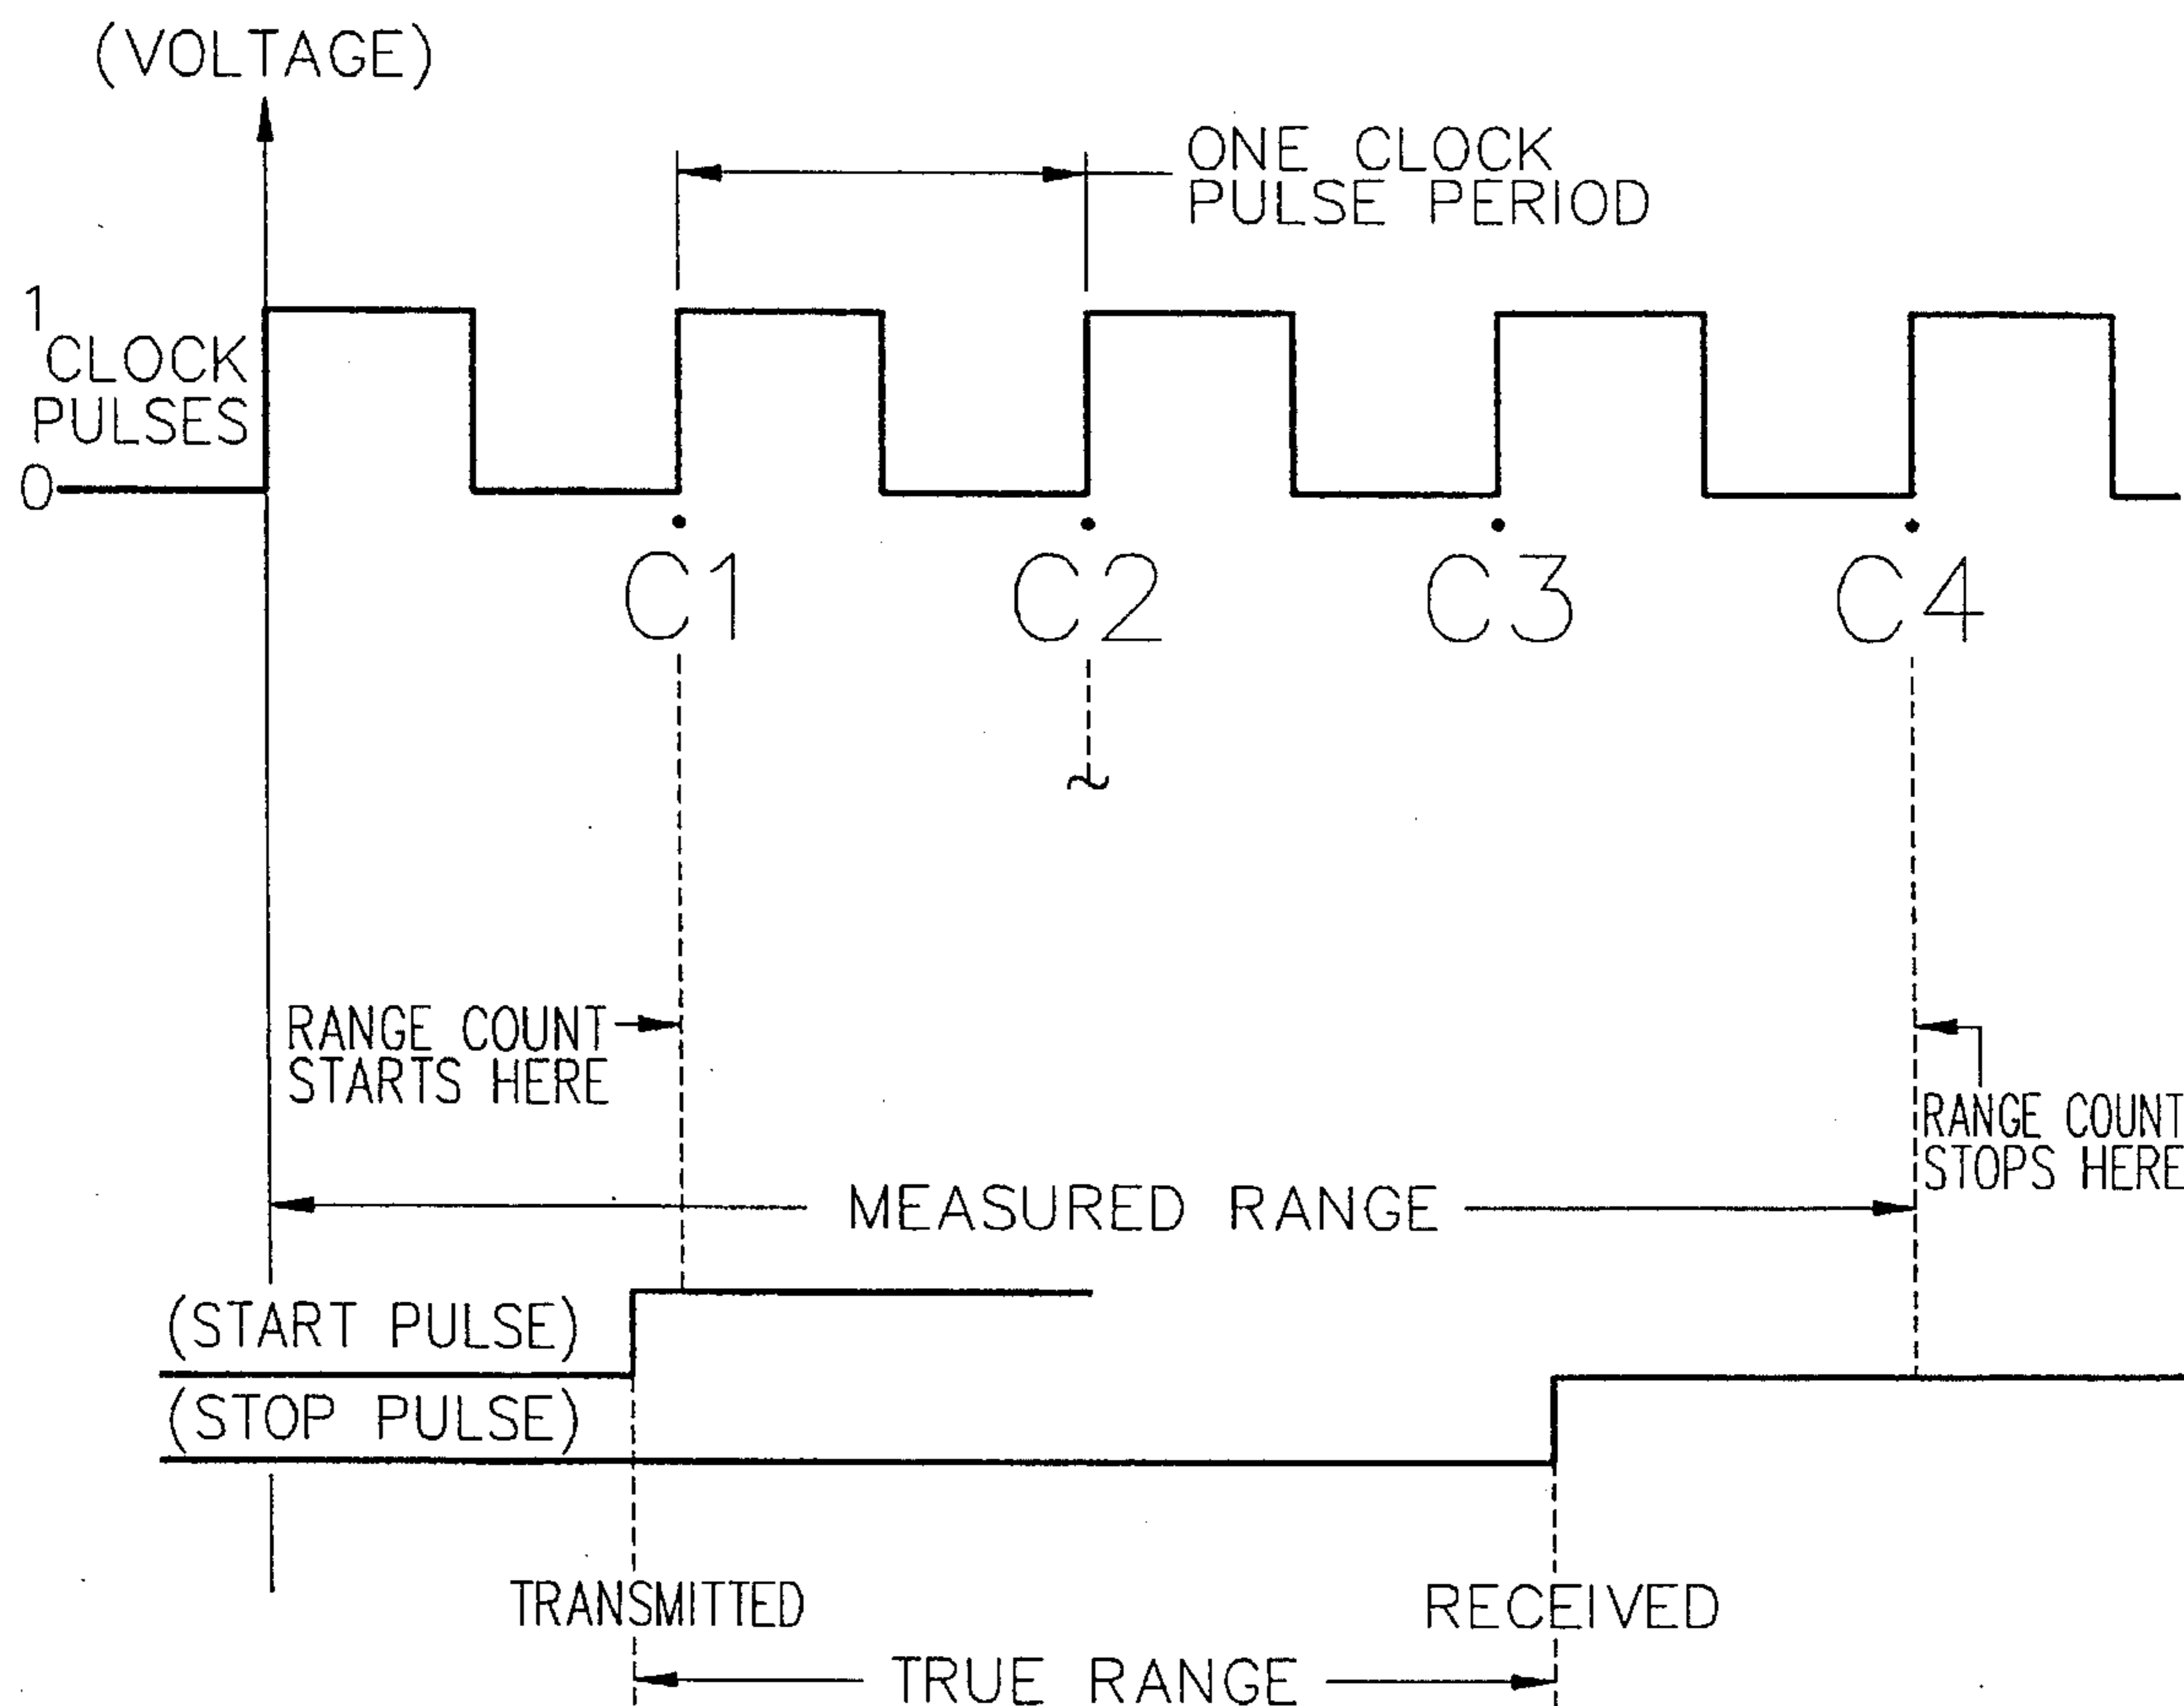 (VOLTAGE)
ONE CLOCK
PULSE PERIOD
1
CLOCK
PULSES
0
C1 C2 C3 C4
RANGE COUNT
STARTS HERE
RANGE COUNT
STOPS HERE
MEASURED RANGE
(START PULSE)
(STOP PULSE)
TRANSMITTED RECEIVED
TRUE RANGE